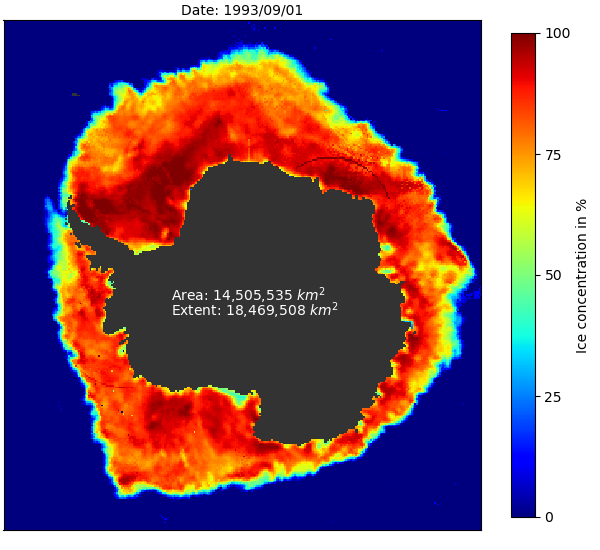 Date: 1993/09/01
100
75
50
25
0
Ice concentration in %
Area: 14,505,535 km²
Extent: 18,469,508 km²